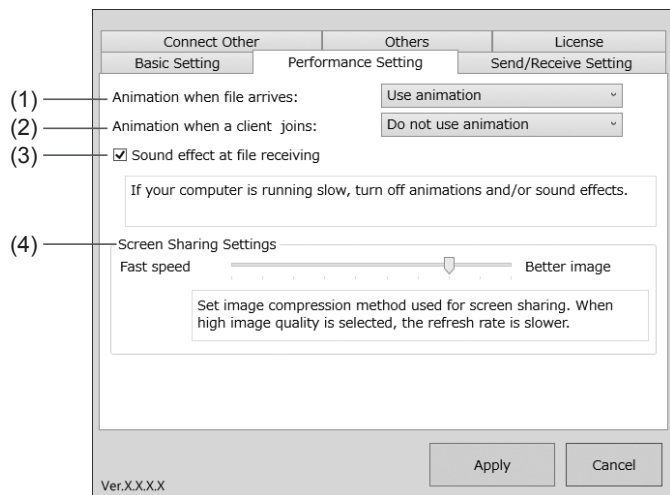 Connect Other Others License
Basic Setting Performance Setting Send/Receive Setting
(1) Animation when file arrives: Use animation
(2) Animation when a client joins: Do not use animation
(3) Sound effect at file receiving
If your computer is running slow, turn off animations and/or sound effects.
(4) Screen Sharing Settings
Fast speed Better image
Set image compression method used for screen sharing. When
high image quality is selected, the refresh rate is slower.
Apply Cancel
Ver.X.X.X.X